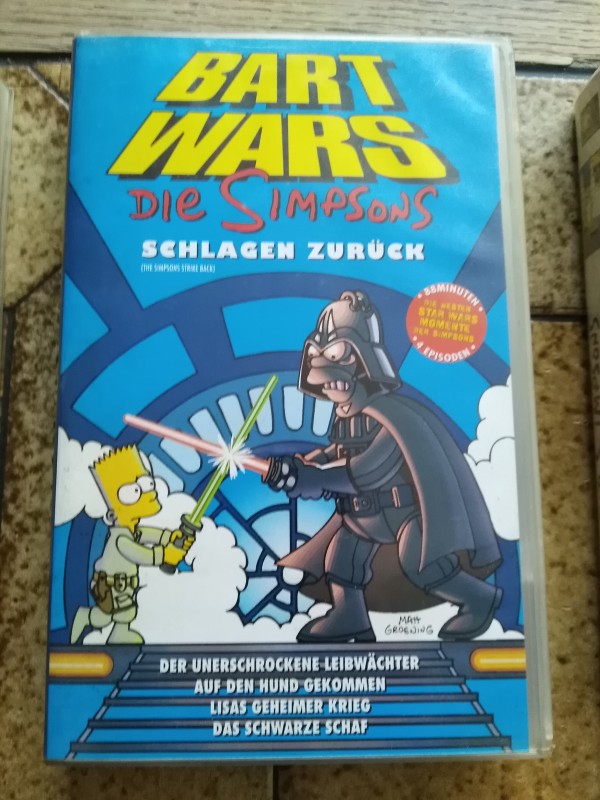 BART
WARS
DIE SIMPSONS
SCHLAGEN ZURÜCK
(THE SIMPSONS STRIKE BACK)
88 MINUTEN
DIE BESTEN
STAR WARS
MOMENTE
DER SIMPSONS
4 EPISODEN
MATT
GROENING
DER UNERSCHROCKENE LEIBWÄCHTER
AUF DEN HUND GEKOMMEN
LISAS GEHEIMER KRIEG
DAS SCHWARZE SCHAF